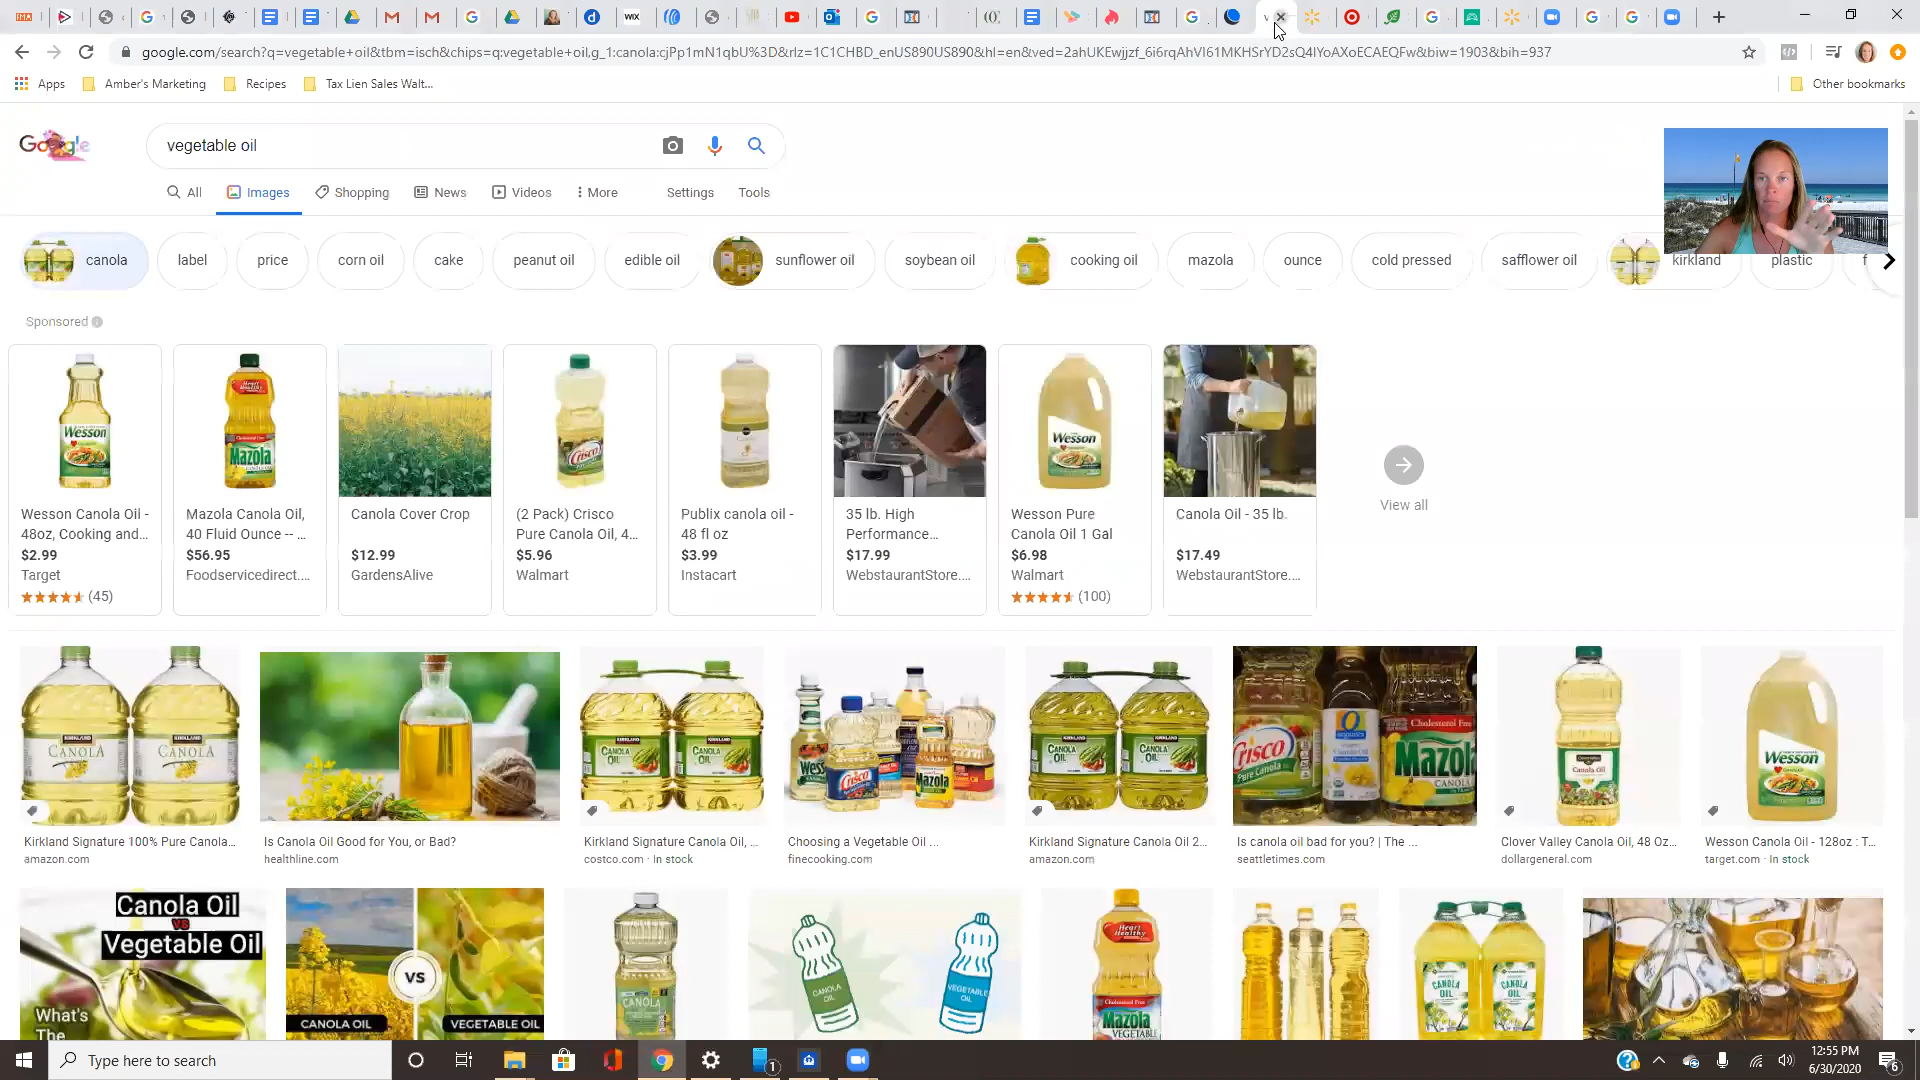 google.com/search?q=vegetable+oil&tbm=isch&chips=q:vegetable+oil,g_1:canola:cjPp1mN1qbU%3D&rlz=1C1CHBD_enUS890US890&hl=en&ved=2ahUKEwjjzf_6i6rqAhVI61MKHSrYD2sQ4lYoAXoECAEQFw&biw=1903&bih=937
Apps
Amber's Marketing
Recipes
Tax Lien Sales Walt...
Other bookmarks
Google
vegetable oil
All
Images
Shopping
News
Videos
More
Settings
Tools
canola
label
price
corn oil
cake
peanut oil
edible oil
sunflower oil
soybean oil
cooking oil
mazola
ounce
cold pressed
safflower oil
kirkland
plastic
f
Sponsored
Wesson Canola Oil - 48oz, Cooking and...
$2.99
Target
(45)
Mazola Canola Oil, 40 Fluid Ounce -- ...
$56.95
Foodservicedirect....
Canola Cover Crop
$12.99
GardensAlive
(2 Pack) Crisco Pure Canola Oil, 4...
$5.96
Walmart
Publix canola oil - 48 fl oz
$3.99
Instacart
35 lb. High Performance...
$17.99
WebstaurantStore....
Wesson Pure Canola Oil 1 Gal
$6.98
Walmart
(100)
Canola Oil - 35 lb.
$17.49
WebstaurantStore....
View all
Kirkland Signature 100% Pure Canola...
amazon.com
Is Canola Oil Good for You, or Bad?
healthline.com
Kirkland Signature Canola Oil, ...
costco.com · In stock
Choosing a Vegetable Oil ...
finecooking.com
Kirkland Signature Canola Oil 2...
amazon.com
Is canola oil bad for you? | The ...
seattletimes.com
Clover Valley Canola Oil, 48 Oz...
dollargeneral.com
Wesson Canola Oil - 128oz : T...
target.com · In stock
Canola Oil
VS
Vegetable Oil
What's
The
VS
CANOLA OIL
VEGETABLE OIL
CANOLA OIL
VEGETABLE OIL
Mazola
Type here to search
12:55 PM
6/30/2020